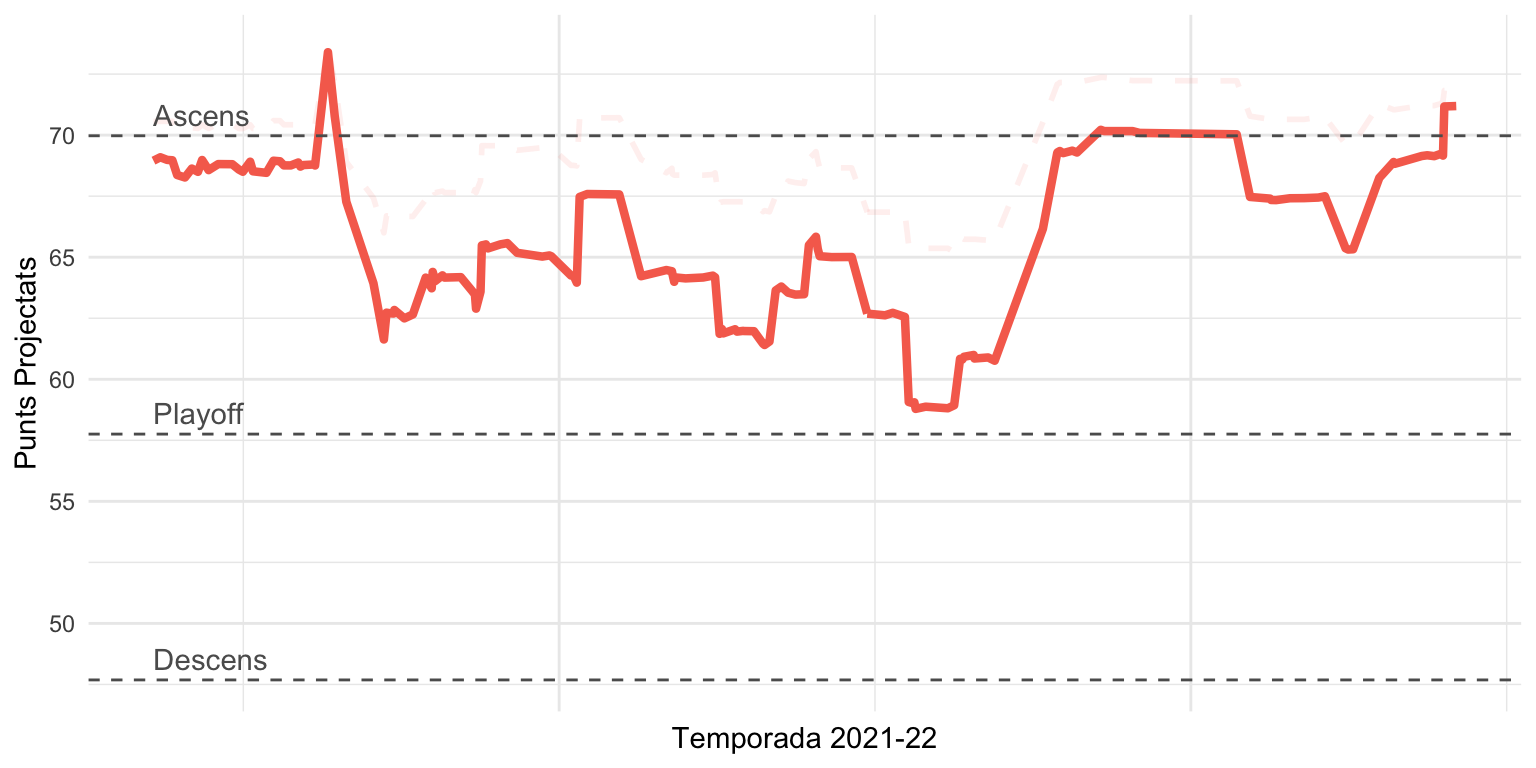 Ascens
70
65
60
Playoff
55
50
Descens
Punts Projectats
Temporada 2021-22